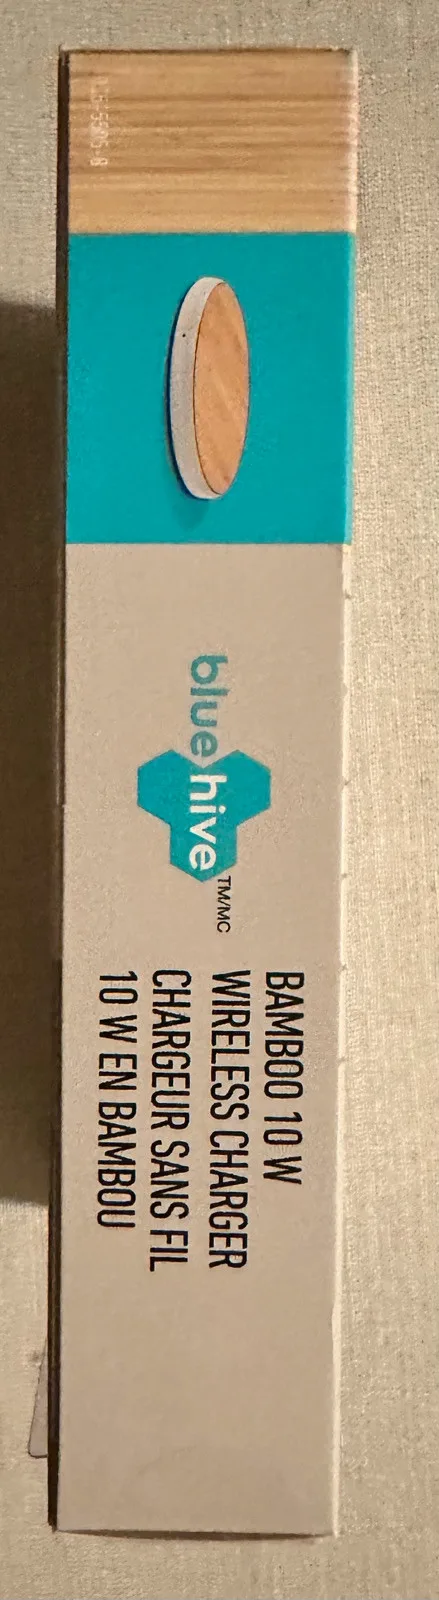 blue hive TM/MC
BAMBOO 10 W
WIRELESS CHARGER
CHARGEUR SANS FIL
10 W EN BAMBOU